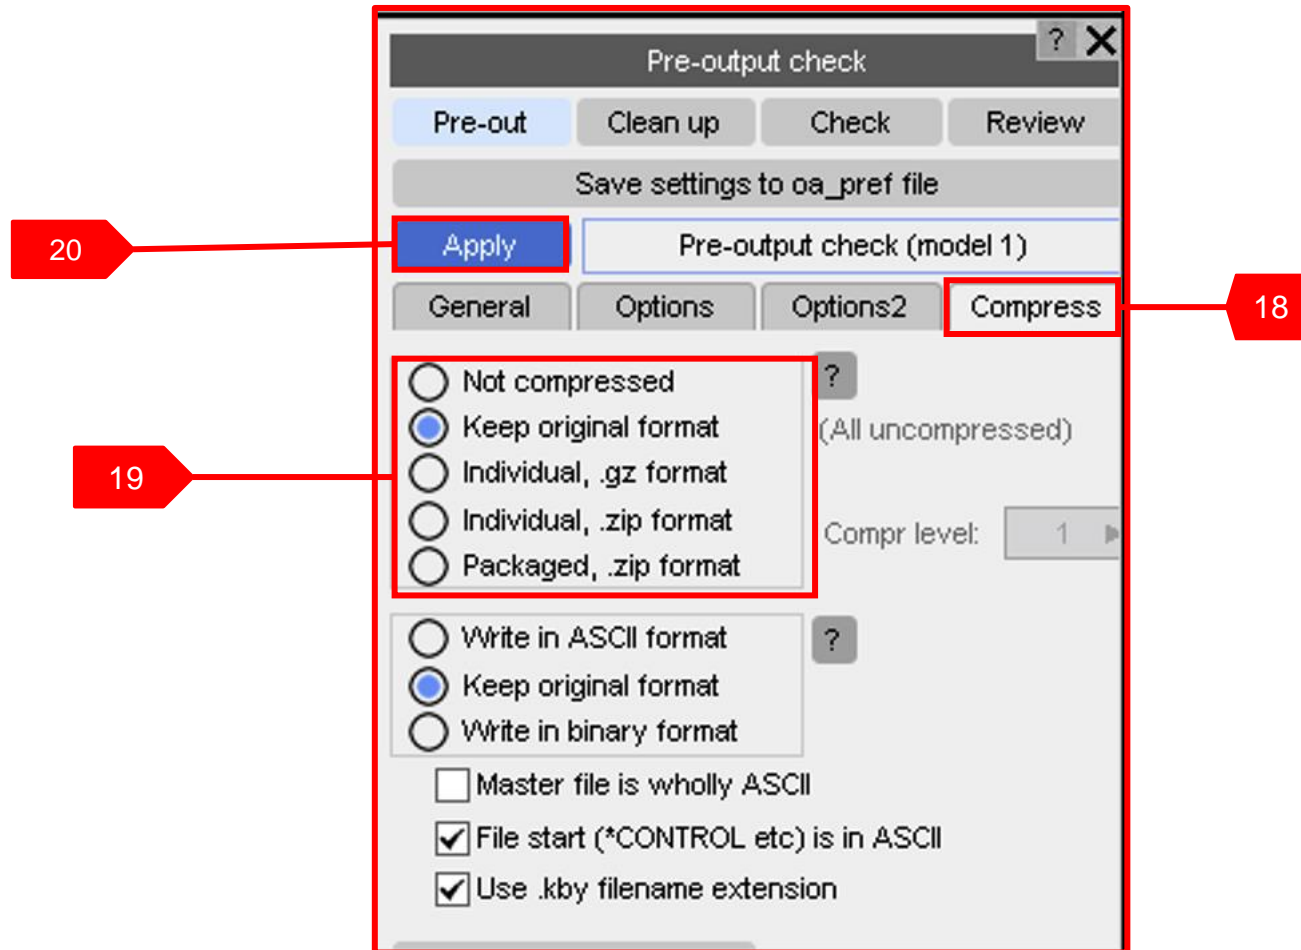 Pre-output check
?
Pre-out Clean up Check Review
Save settings to oa_pref file
20
Apply Pre-output check (model 1)
General Options Options2 Compress
18
Not compressed ?
Keep original format (All uncompressed)
19
Individual, .gz format
Individual, .zip format Compr level: 1
Packaged, .zip format
Write in ASCII format ?
Keep original format
Write in binary format
Master file is wholly ASCII
File start (*CONTROL etc) is in ASCII
Use .kby filename extension